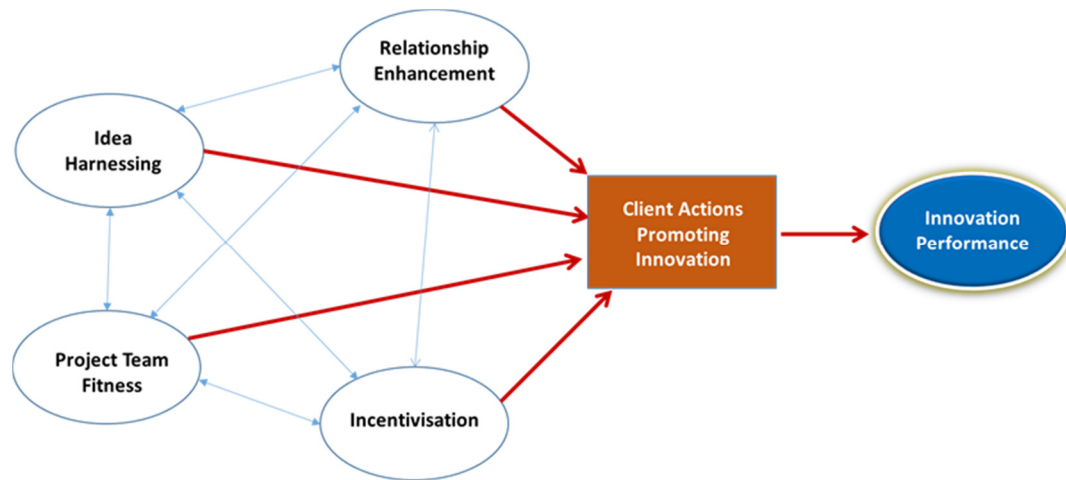 Relationship
Enhancement
Idea
Harnessing
Client Actions
Promoting
Innovation
Innovation
Performance
Project Team
Fitness
Incentivisation